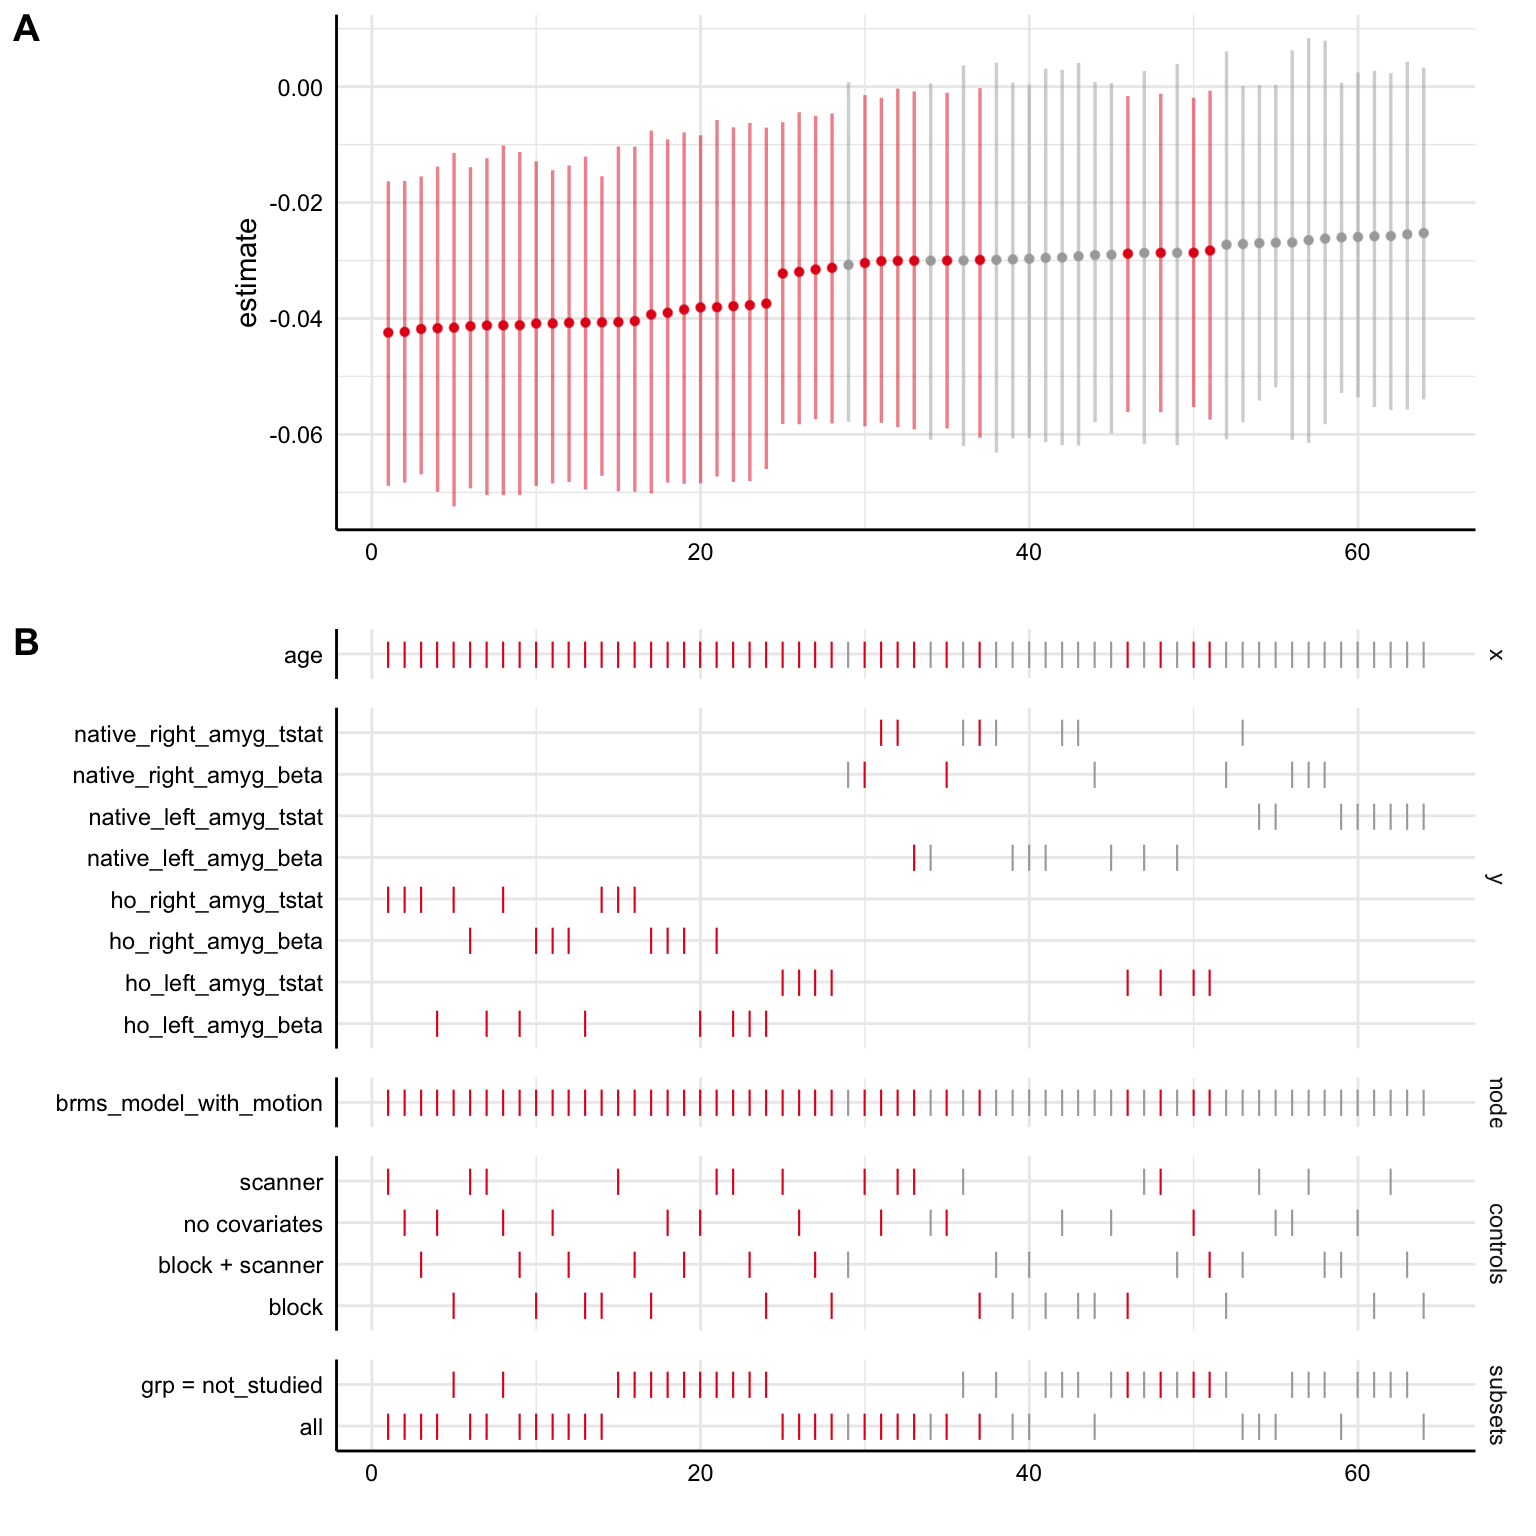 A
estimate
0.00
-0.02
-0.04
-0.06
0 20 40 60
B
age
x
native_right_amyg_tstat
native_right_amyg_beta
native_left_amyg_tstat
native_left_amyg_beta
ho_right_amyg_tstat
ho_right_amyg_beta
ho_left_amyg_tstat
ho_left_amyg_beta
y
brms_model_with_motion
node
scanner
no covariates
block + scanner
block
controls
grp = not_studied
all
subsets
0 20 40 60